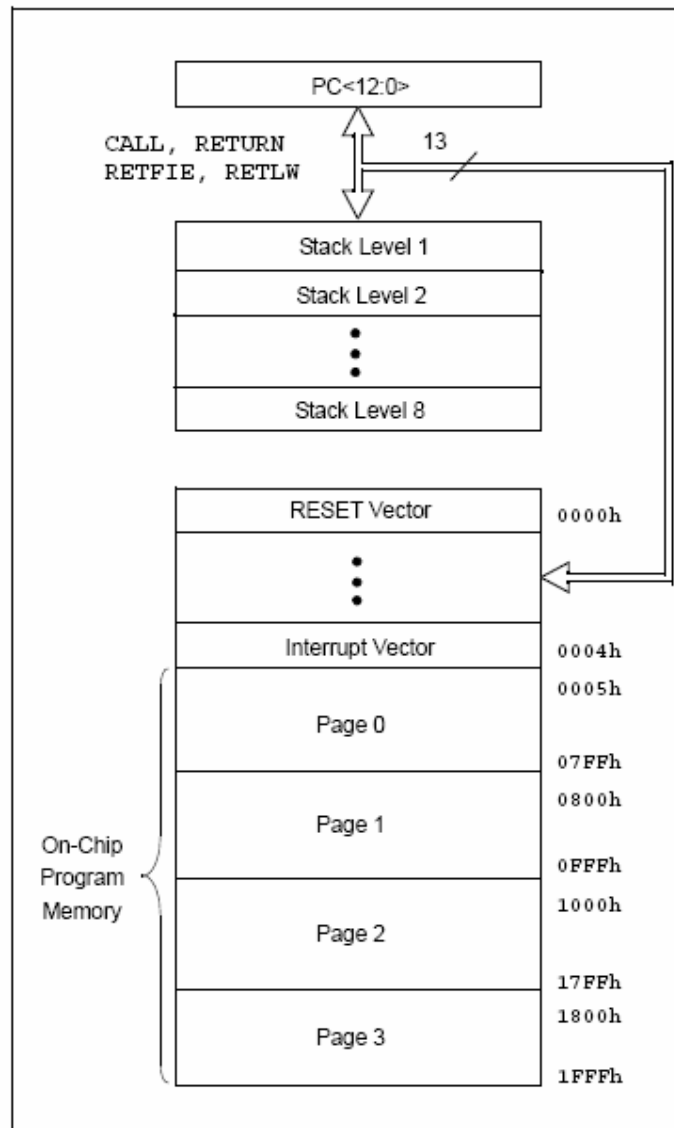 PC<12:0>
CALL, RETURN
RETFIE, RETLW
13
Stack Level 1
Stack Level 2
Stack Level 8
RESET Vector
0000h
Interrupt Vector
0004h
0005h
Page 0
07FFh
0800h
Page 1
0FFFh
On-Chip
Program
Memory
1000h
Page 2
17FFh
1800h
Page 3
1FFFh